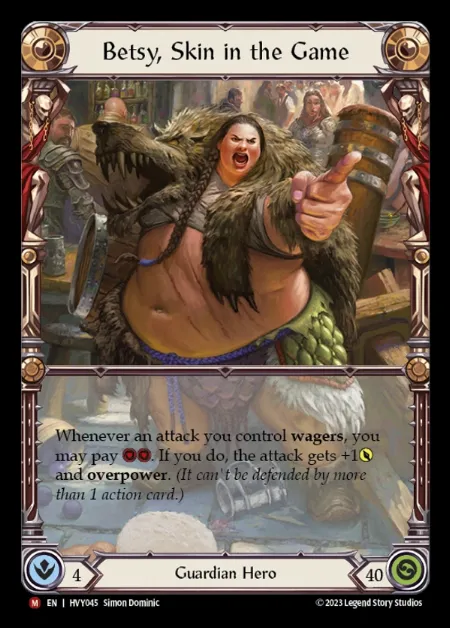 Betsy, Skin in the Game
Whenever an attack you control wagers, you
may pay. If you do, the attack gets +1
and overpower. (It can't be defended by more
than 1 action card.)
4
Guardian Hero
40
M EN | HVY045 Simon Dominic
© 2023 Legend Story Studios